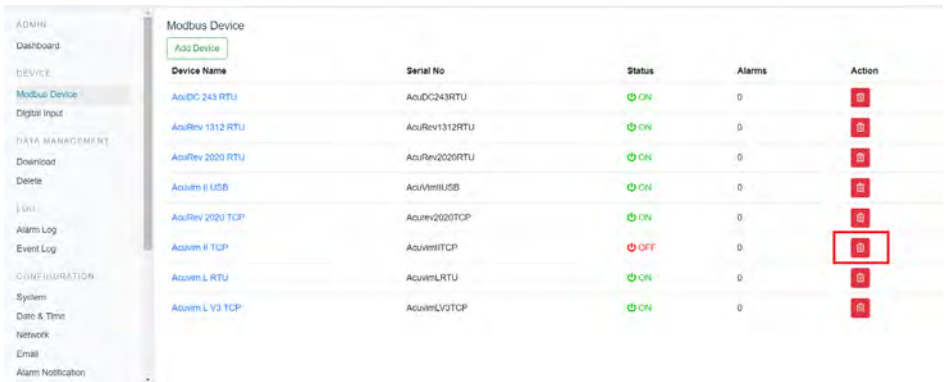 ADMIN
Dashboard
DEVICE
Modbus Device
Digital Input
DATA MANAGEMENT
Download
Delete
LOG
Alarm Log
Event Log
CONFIGURATION
System
Date & Time
Network
Email
Alarm Notification
Modbus Device
Add Device
Device Name Serial No Status Alarms Action
AcuDC 243 RTU AcuDC243RTU ON 0
AcuRev 1312 RTU AcuRev1312RTU ON 0
AcuRev 2020 RTU AcuRev2020RTU ON 0
Acuvim II USB AcuVimIIUSB ON 0
AcuRev 2020 TCP Acurev2020TCP ON 0
Acuvim II TCP AcuvimIITCP OFF 0
Acuvim L RTU AcuvimLRTU ON 0
Acuvim L V3 TCP AcuvimLV3TCP ON 0